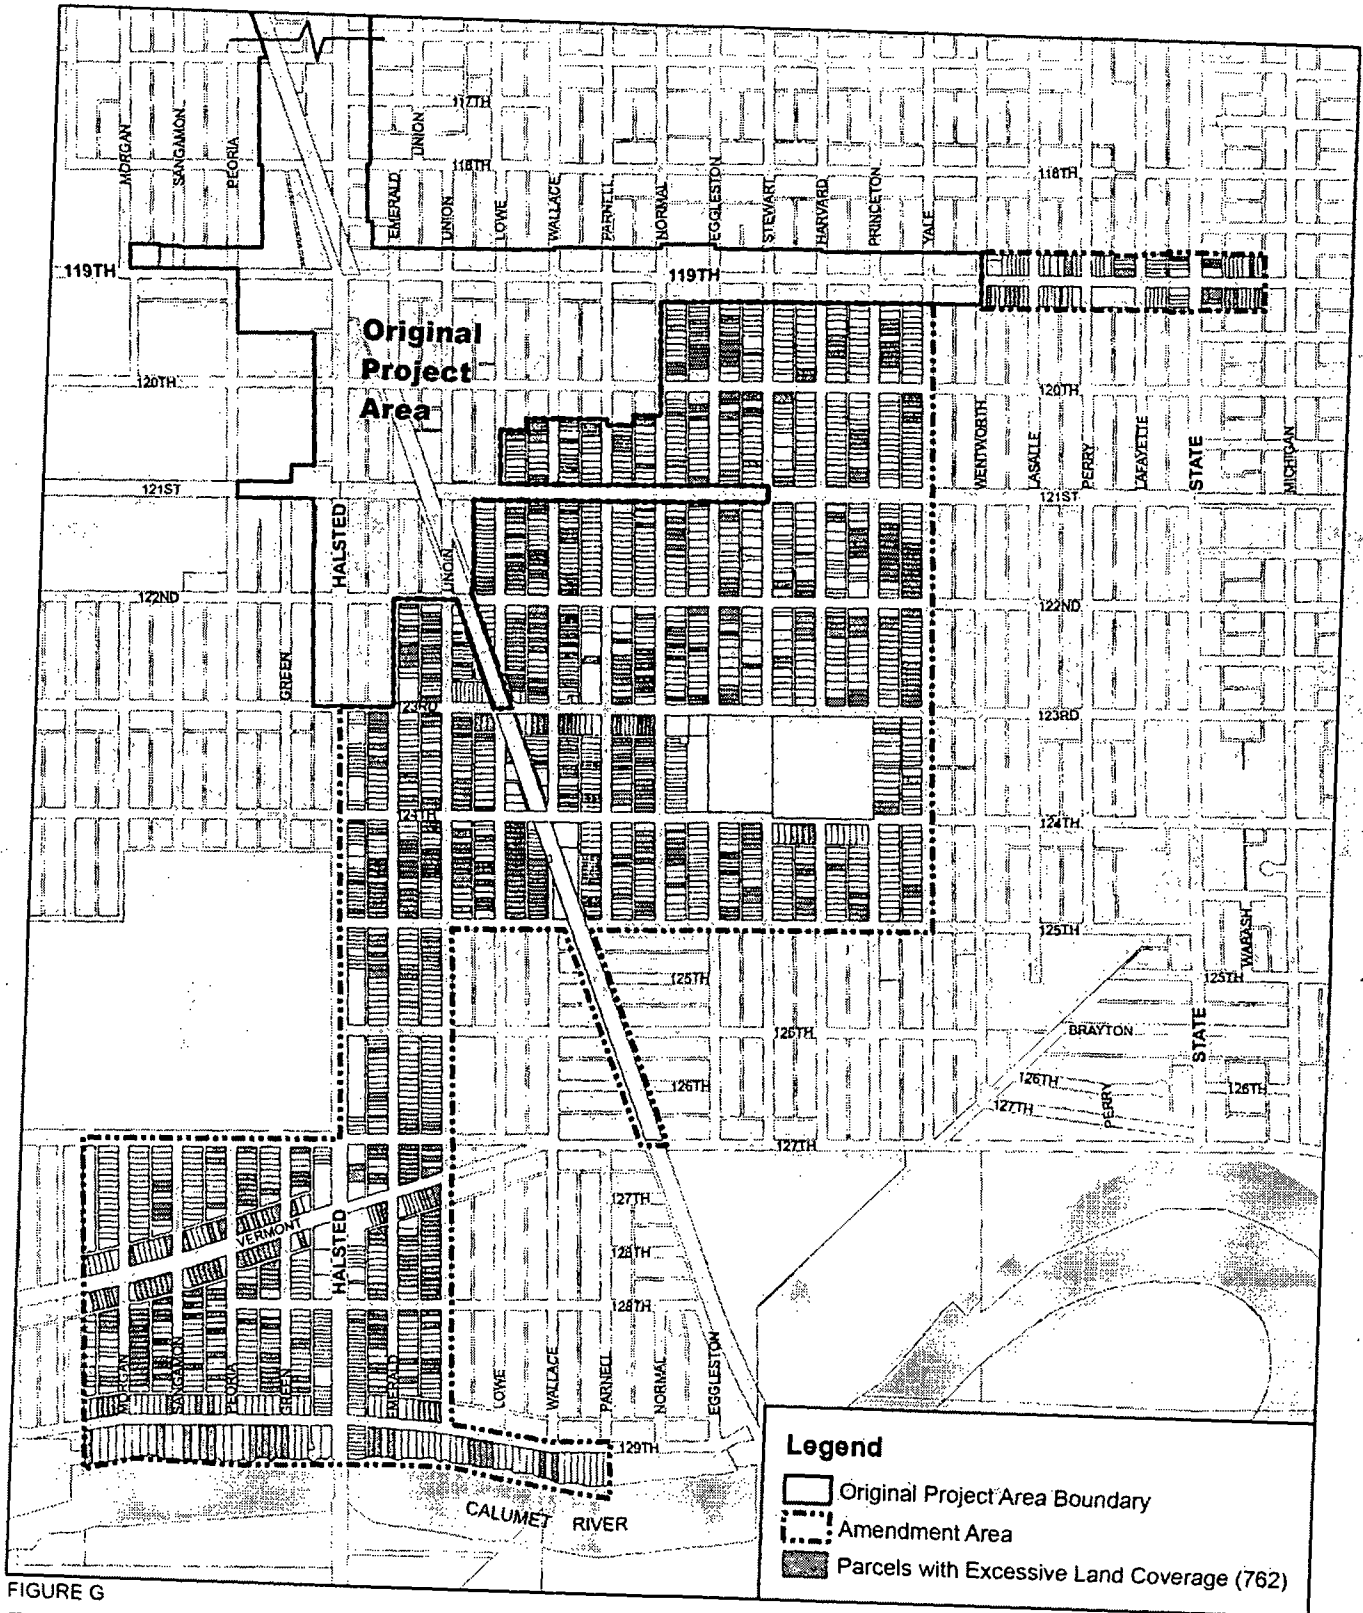 117TH
UNION
MORGAN
SANGAMON
PEORIA
118TH
118TH
EMERALD
UNION
LOWE
WALLACE
PARNELL
NORMAL
EGGLESTON
STEWART
HARVARD
PRINCETON
YALE
119TH
119TH
Original
Project
Area
120TH
120TH
WENTWORTH
LASALLE
PERRY
LAFAYETTE
STATE
MICHIGAN
121ST
121ST
HALSTED
UNION
122ND
122ND
GREEN
123RD
123RD
124TH
124TH
125TH
WABASH
125TH
125TH
126TH
BRAYTON
STATE
126TH
126TH
126TH
127TH
PERRY
127TH
127TH
VERMONT
HALSTED
128TH
128TH
MORGAN
SANGAMON
PEORIA
GREEN
EMERALD
LOWE
WALLACE
PARNELL
NORMAL
EGGLESTON
129TH
CALUMET RIVER
Legend
Original Project Area Boundary
Amendment Area
Parcels with Excessive Land Coverage (762)
FIGURE G